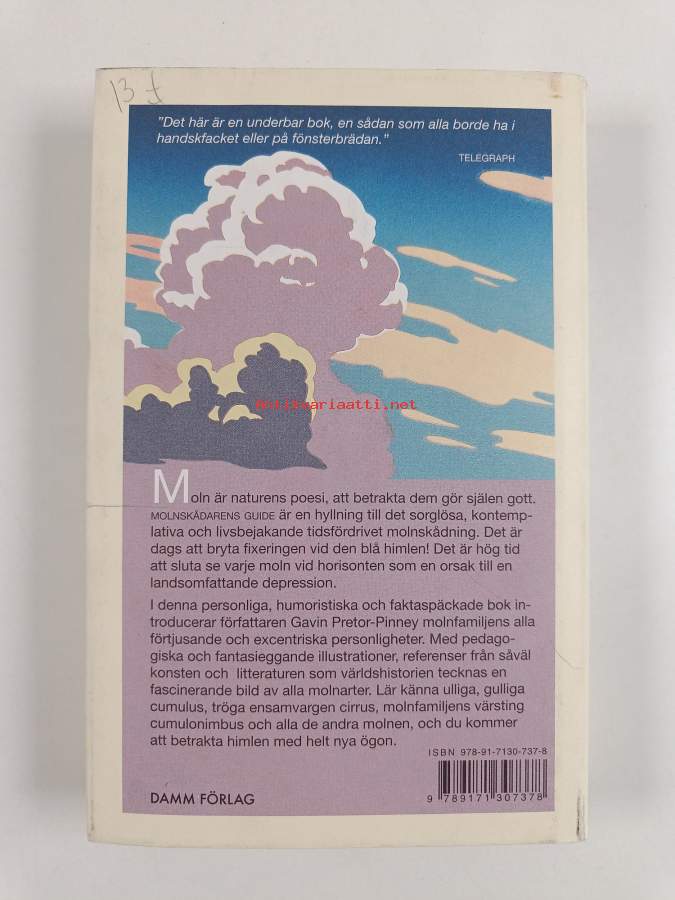 13 £
"Det här är en underbar bok, en sådan som alla borde ha i
handskfacket eller på fönsterbrädan."
TELEGRAPH
Antikvariaatti.net
Moln är naturens poesi, att betrakta dem gör själen gott.
MOLNSKÅDARENS GUIDE är en hyllning till det sorglösa, kontemp-
lativa och livsbejakande tidsfördrivet molnskådning. Det är
dags att bryta fixeringen vid den blå himlen! Det är hög tid
att sluta se varje moln vid horisonten som en orsak till en
landsomfattande depression.
I denna personliga, humoristiska och faktaspäckade bok in-
troducerar författaren Gavin Pretor-Pinney molnfamiljens alla
förtjusande och excentriska personligheter. Med pedago-
giska och fantasieggande illustrationer, referenser från såväl
konsten och litteraturen som världshistorien tecknas en
fascinerande bild av alla molnarter. Lär känna ulliga, gulliga
cumulus, tröga ensamvargen cirrus, molnfamiljens värsting
cumulonimbus och alla de andra molnen, och du kommer
att betrakta himlen med helt nya ögon.
ISBN 978-91-7130-737-8
9 789171 307378
DAMM FÖRLAG